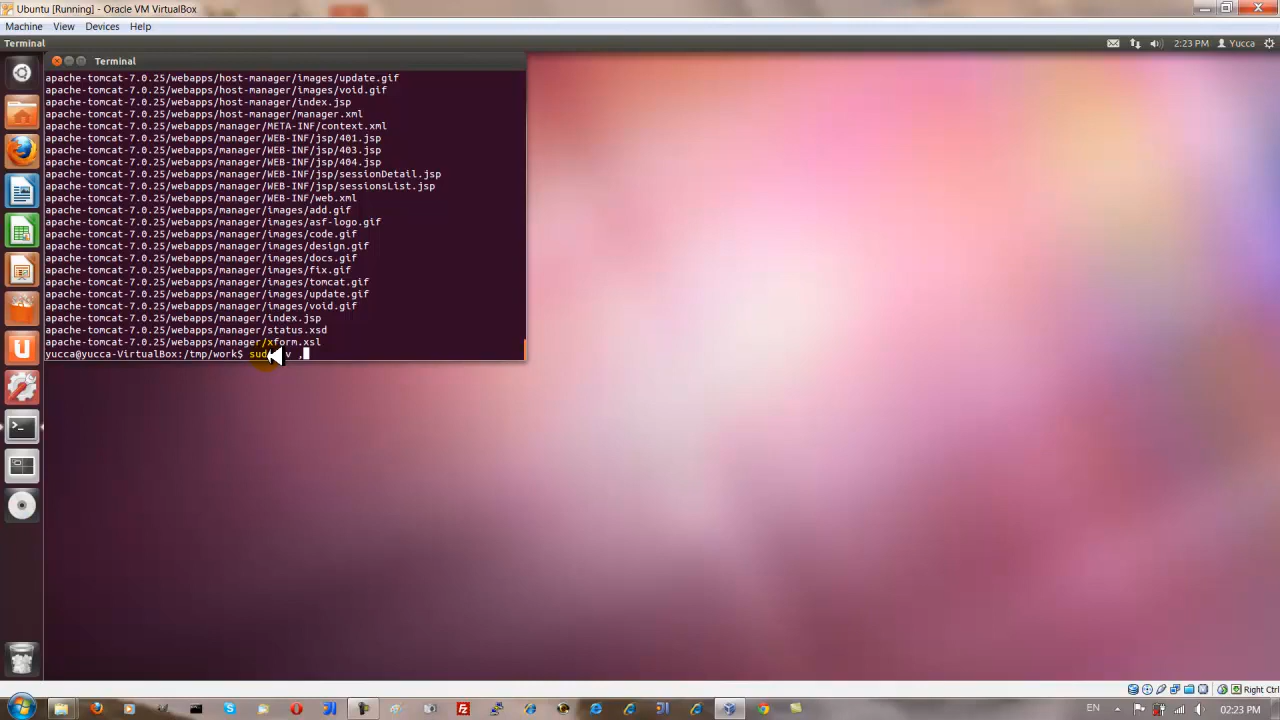 Ubuntu [Running] - Oracle VM VirtualBox
Machine View Devices Help
Terminal 2:23 PM Yucca
Terminal
apache-tomcat-7.0.25/webapps/host-manager/images/update.gif
apache-tomcat-7.0.25/webapps/host-manager/images/void.gif
apache-tomcat-7.0.25/webapps/host-manager/index.jsp
apache-tomcat-7.0.25/webapps/host-manager/manager.xml
apache-tomcat-7.0.25/webapps/manager/META-INF/context.xml
apache-tomcat-7.0.25/webapps/manager/WEB-INF/jsp/401.jsp
apache-tomcat-7.0.25/webapps/manager/WEB-INF/jsp/403.jsp
apache-tomcat-7.0.25/webapps/manager/WEB-INF/jsp/404.jsp
apache-tomcat-7.0.25/webapps/manager/WEB-INF/jsp/sessionDetail.jsp
apache-tomcat-7.0.25/webapps/manager/WEB-INF/jsp/sessionsList.jsp
apache-tomcat-7.0.25/webapps/manager/WEB-INF/web.xml
apache-tomcat-7.0.25/webapps/manager/images/add.gif
apache-tomcat-7.0.25/webapps/manager/images/asf-logo.gif
apache-tomcat-7.0.25/webapps/manager/images/code.gif
apache-tomcat-7.0.25/webapps/manager/images/design.gif
apache-tomcat-7.0.25/webapps/manager/images/docs.gif
apache-tomcat-7.0.25/webapps/manager/images/fix.gif
apache-tomcat-7.0.25/webapps/manager/images/tomcat.gif
apache-tomcat-7.0.25/webapps/manager/images/update.gif
apache-tomcat-7.0.25/webapps/manager/images/void.gif
apache-tomcat-7.0.25/webapps/manager/index.jsp
apache-tomcat-7.0.25/webapps/manager/status.xsd
apache-tomcat-7.0.25/webapps/manager/xform.xsl
yucca@yucca-VirtualBox:/tmp/work$
Right Ctrl
EN 02:23 PM